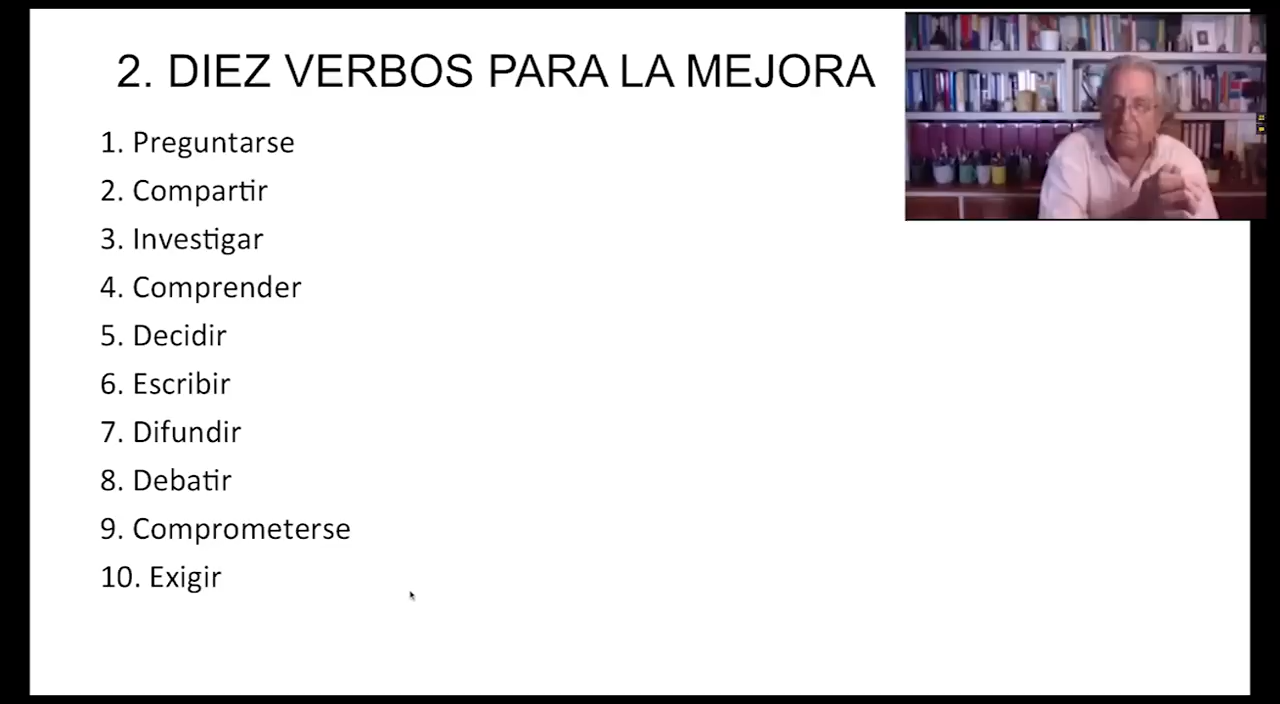 2. DIEZ VERBOS PARA LA MEJORA
1. Preguntarse
2. Compartir
3. Investigar
4. Comprender
5. Decidir
6. Escribir
7. Difundir
8. Debatir
9. Comprometerse
10. Exigir